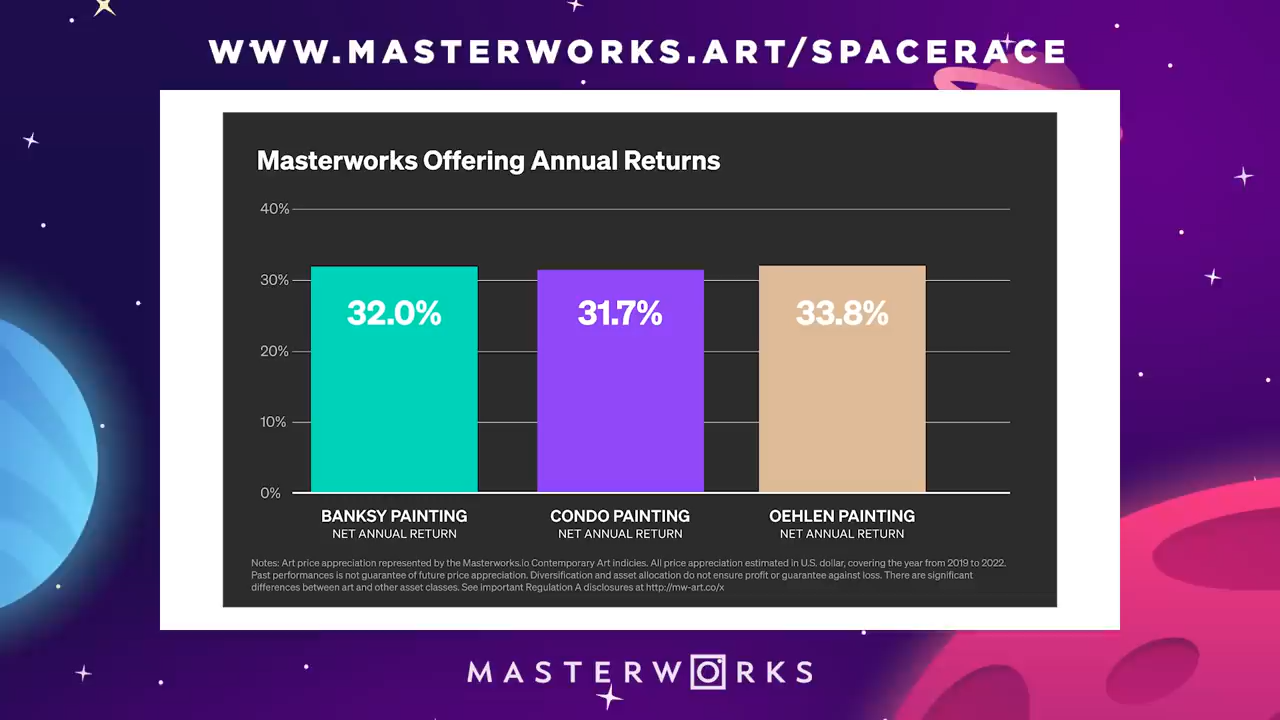 WWW.MASTERWORKS.ART/SPACERACE
Masterworks Offering Annual Returns
40%
30%
20%
10%
0%
32.0%
31.7%
33.8%
BANKSY PAINTING
NET ANNUAL RETURN
CONDO PAINTING
NET ANNUAL RETURN
OEHLEN PAINTING
NET ANNUAL RETURN
Notes: Art price appreciation represented by the Masterworks.io Contemporary Art indicies. All price appreciation estimated in U.S. dollar, covering the year from 2019 to 2022.
Past performances is not guarantee of future price appreciation. Diversification and asset allocation do not ensure profit or guarantee against loss. There are significant
differences between art and other asset classes. See Important Regulation A disclosures at http://mw-art.co/x
MASTERWORKS